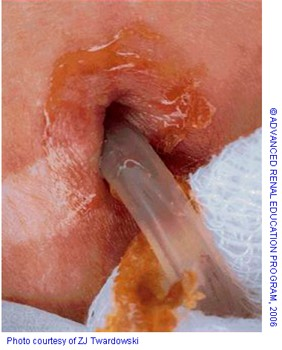 © ADVANCED RENAL EDUCATION PROGRAM, 2006
Photo courtesy of ZJ Twardowski